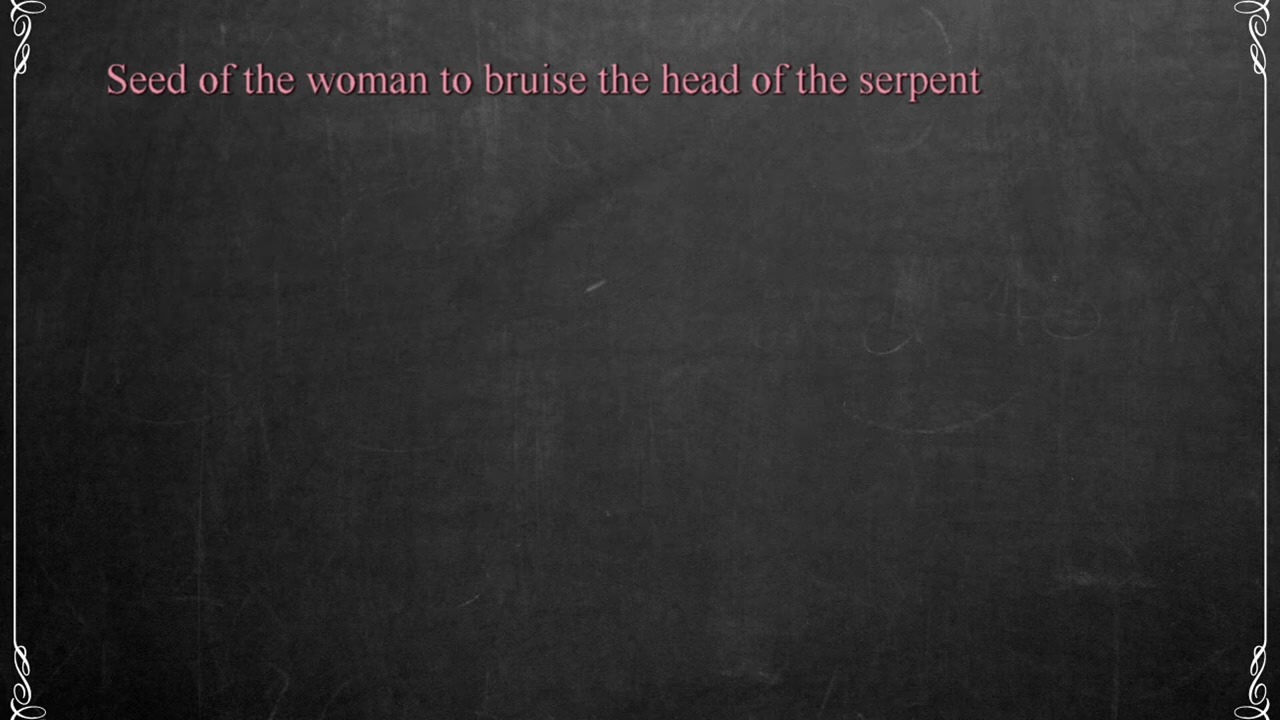 Seed of the woman to bruise the head of the serpent